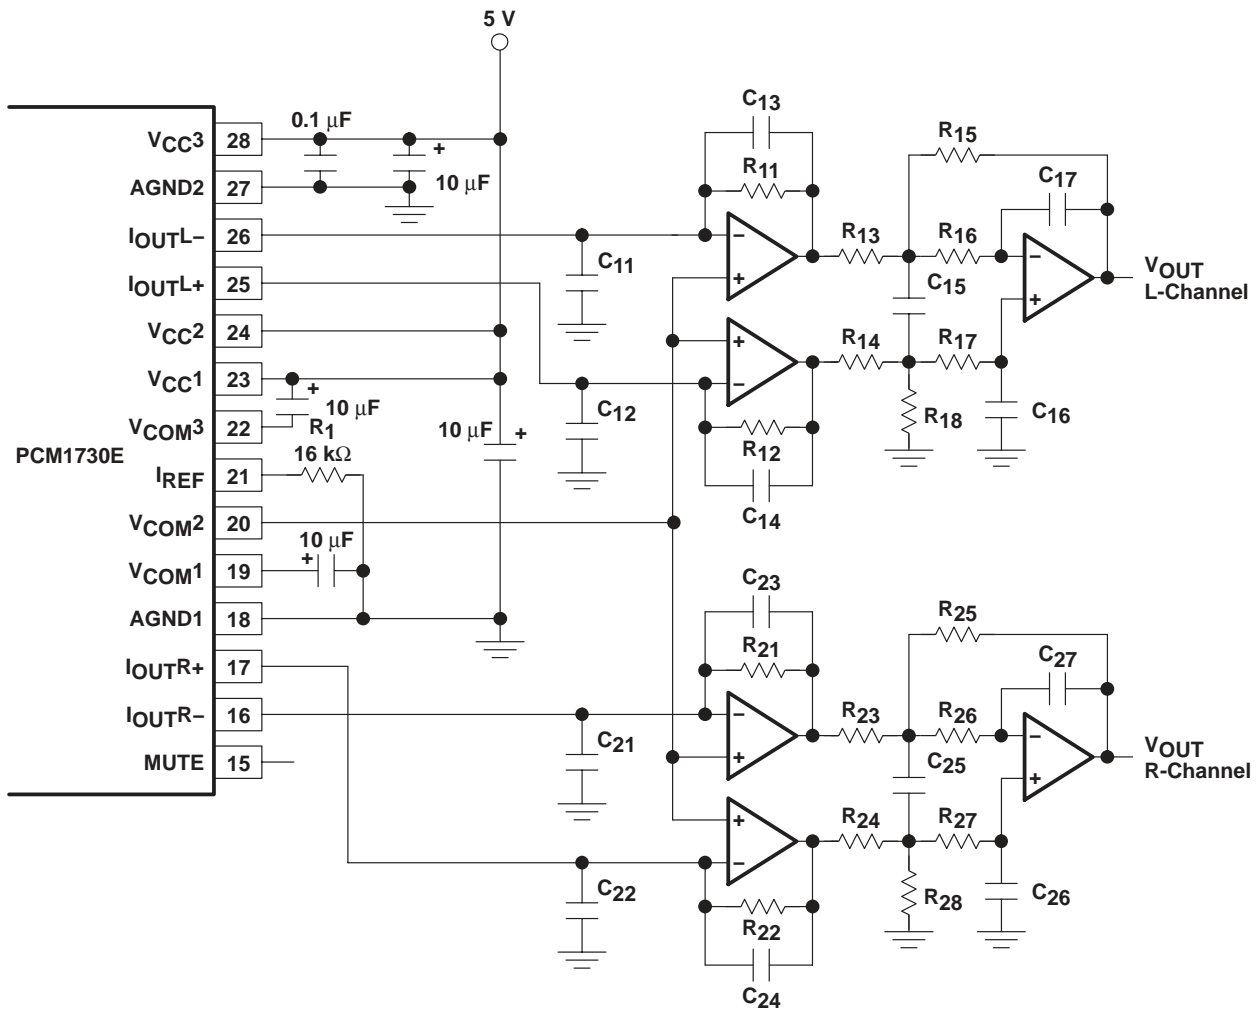 5 V
VCC3 28
0.1 μF
+
10 μF
AGND2 27
IOUTL– 26
IOUTL+ 25
VCC2 24
VCC1 23
+
10 μF
VCOM3 22
R1
16 kΩ
PCM1730E
IREF 21
VCOM2 20
10 μF
+
VCOM1 19
10 μF +
AGND1 18
IOUTR+ 17
IOUTR– 16
MUTE 15
C11
C12
C13
R11
–
+
+
–
R12
C14
R13
R14
C15
R15
R16
R17
R18
C16
C17
–
+
VOUT
L-Channel
C21
C22
C23
R21
–
+
+
–
R22
C24
R23
R24
C25
R25
R26
R27
R28
C26
C27
–
+
VOUT
R-Channel